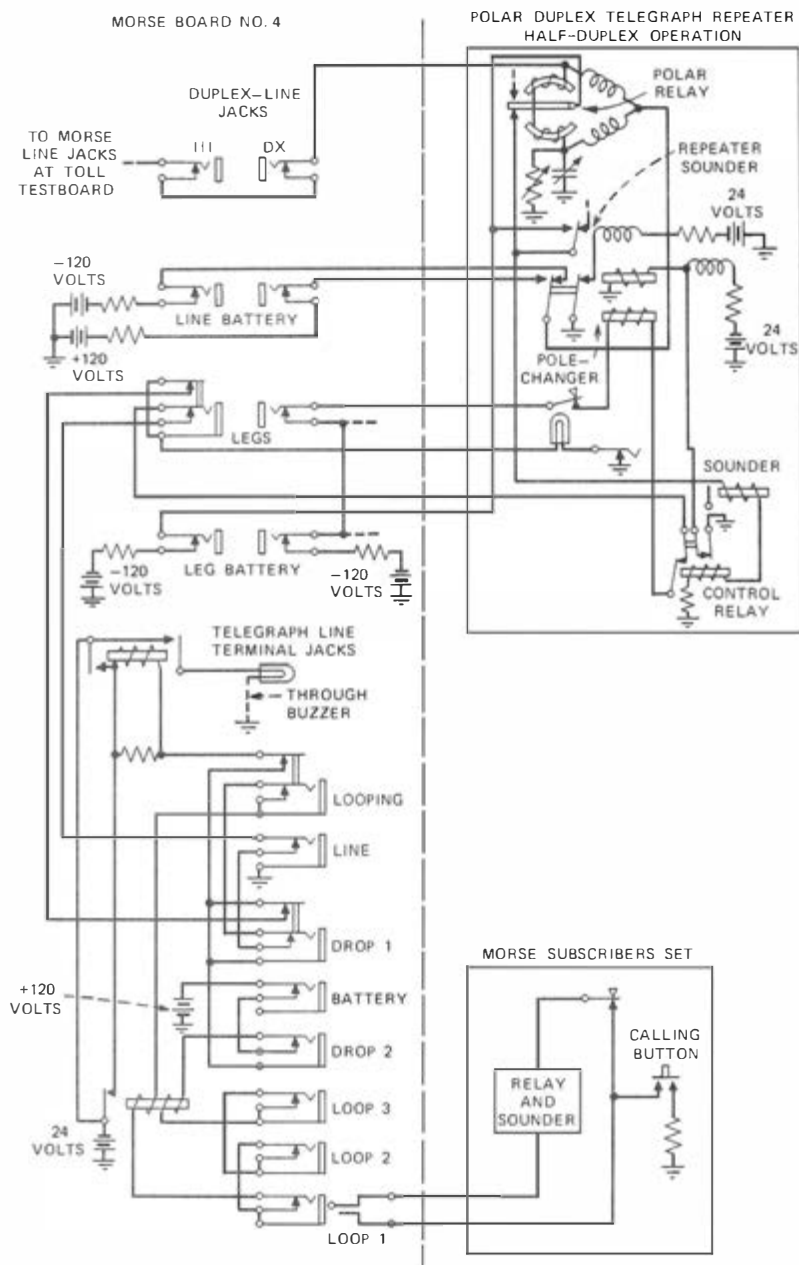 MORSE BOARD NO. 4
POLAR DUPLEX TELEGRAPH REPEATER
HALF-DUPLEX OPERATION
DUPLEX-LINE
JACKS
TO MORSE
LINE JACKS
AT TOLL
TESTBOARD
DX
POLAR
RELAY
REPEATER
SOUNDER
24
VOLTS
-120
VOLTS
LINE BATTERY
+120
VOLTS
POLE-
CHANGER
24
VOLTS
LEGS
SOUNDER
-120
VOLTS
LEG BATTERY
-120
VOLTS
CONTROL
RELAY
TELEGRAPH LINE
TERMINAL JACKS
THROUGH
BUZZER
LOOPING
LINE
DROP 1
+120
VOLTS
BATTERY
DROP 2
LOOP 3
24
VOLTS
LOOP 2
LOOP 1
MORSE SUBSCRIBERS SET
CALLING
BUTTON
RELAY
AND
SOUNDER